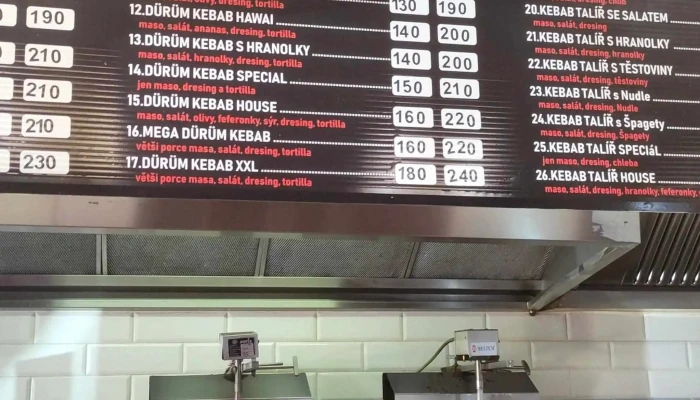 190
210
210
210
230
tortilla
130 190
12.DÜRÜM KEBAB HAWAI 140 200
maso, salát, ananas, dresing, tortilla
13.DÜRÜM KEBAB S HRANOLKY 140 200
maso, salát, hranolky, dresing, tortilla
14.DÜRÜM KEBAB SPECIAL 150 210
jen maso, dresing a tortilla
15.DÜRÜM KEBAB HOUSE 160 220
maso, salát, olivy, feferonky, sýr, dresing, tortilla
16.MEGA DÜRÜM KEBAB 160 220
větší porce masa, salát, dresing, tortilla
17.DÜRÜM KEBAB XXL 180 240
větší porce masa, salát, dresing, tortilla
20.KEBAB TALÍŘ SE SALATEM
maso, salát, dresing
21.KEBAB TALÍŘ S HRANOLKY
maso, salát, dresing, hranolky
22.KEBAB TALÍŘ S TĚSTOVINY
maso, salát, dresing, těstoviny
23.KEBAB TALÍŘ s Nudle
maso, salát, dresing, Nudle
24.KEBAB TALÍŘ s Špagety
maso, salát, dresing, Špagety
25.KEBAB TALÍŘ SPECIÁL
jen maso, dresing, chleba
26.KEBAB TALÍŘ HOUSE
maso, salát, dresing, hranolky, feferonky,